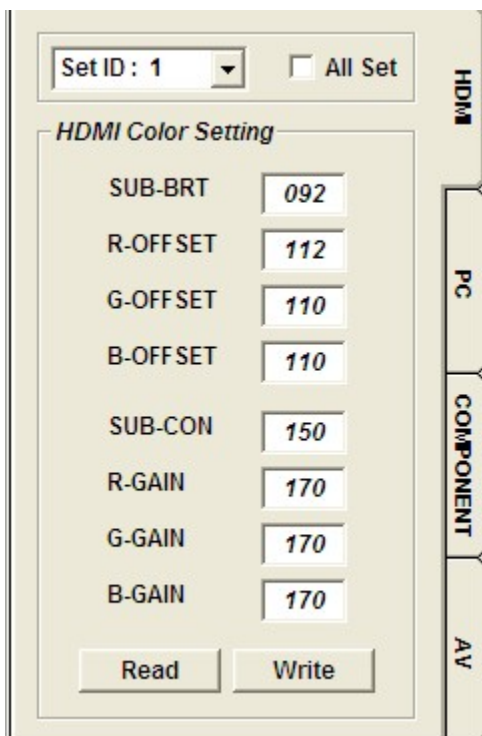 Set ID : 1
All Set
HDMI Color Setting
SUB-BRT 092
R-OFFSET 112
G-OFFSET 110
B-OFFSET 110
SUB-CON 150
R-GAIN 170
G-GAIN 170
B-GAIN 170
Read Write
HDMI
PC
COMPONENT
AV